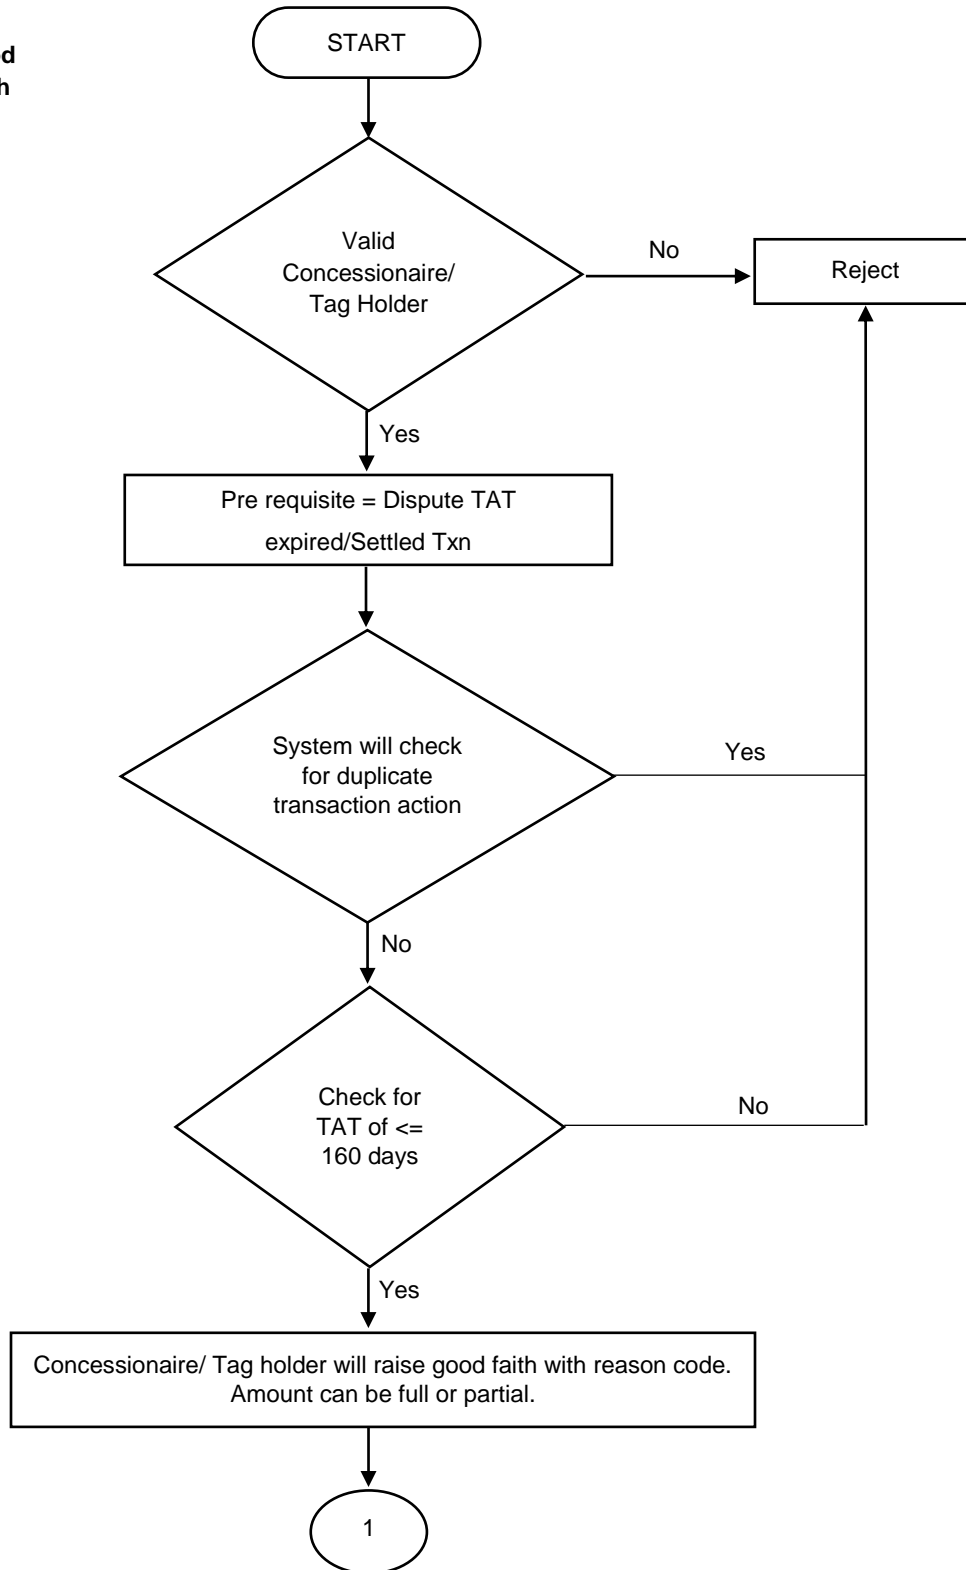 START
Valid
Concessionaire/
Tag Holder
No
Reject
Yes
Pre requisite = Dispute TAT
expired/Settled Txn
System will check
for duplicate
transaction action
Yes
No
Check for
TAT of <=
160 days
No
Yes
Concessionaire/ Tag holder will raise good faith with reason code.
Amount can be full or partial.
1